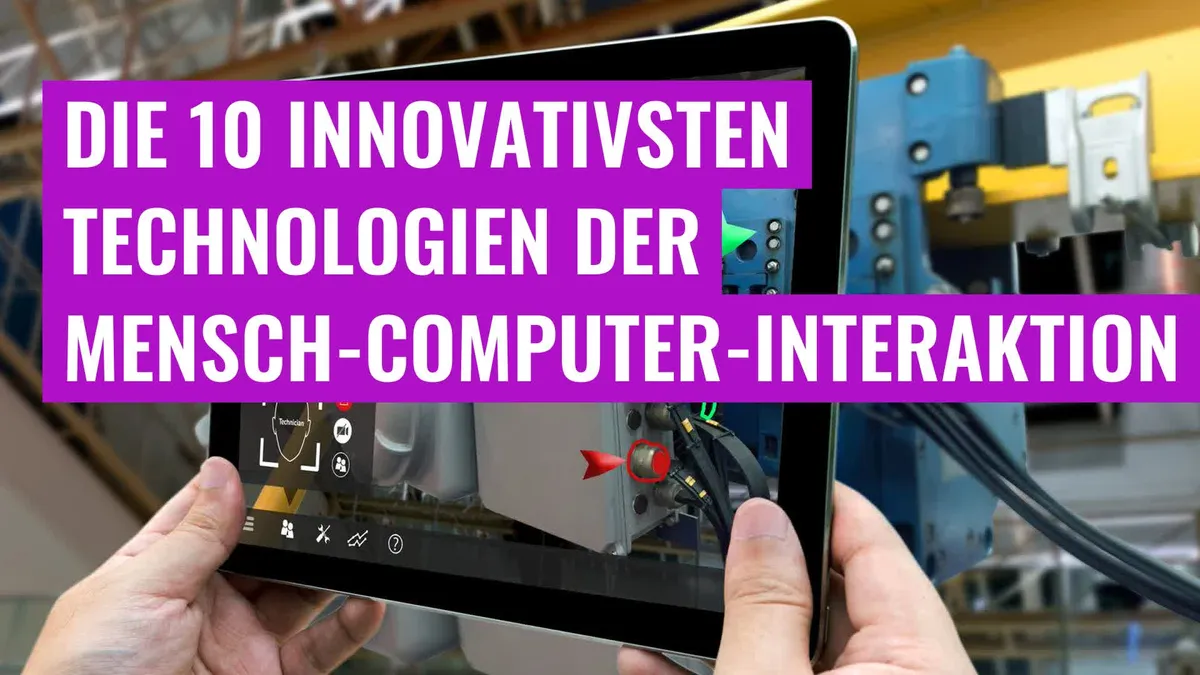 DIE 10 INNOVATIVSTEN
TECHNOLOGIEN DER
MENSCH-COMPUTER-INTERAKTION
Technician
?